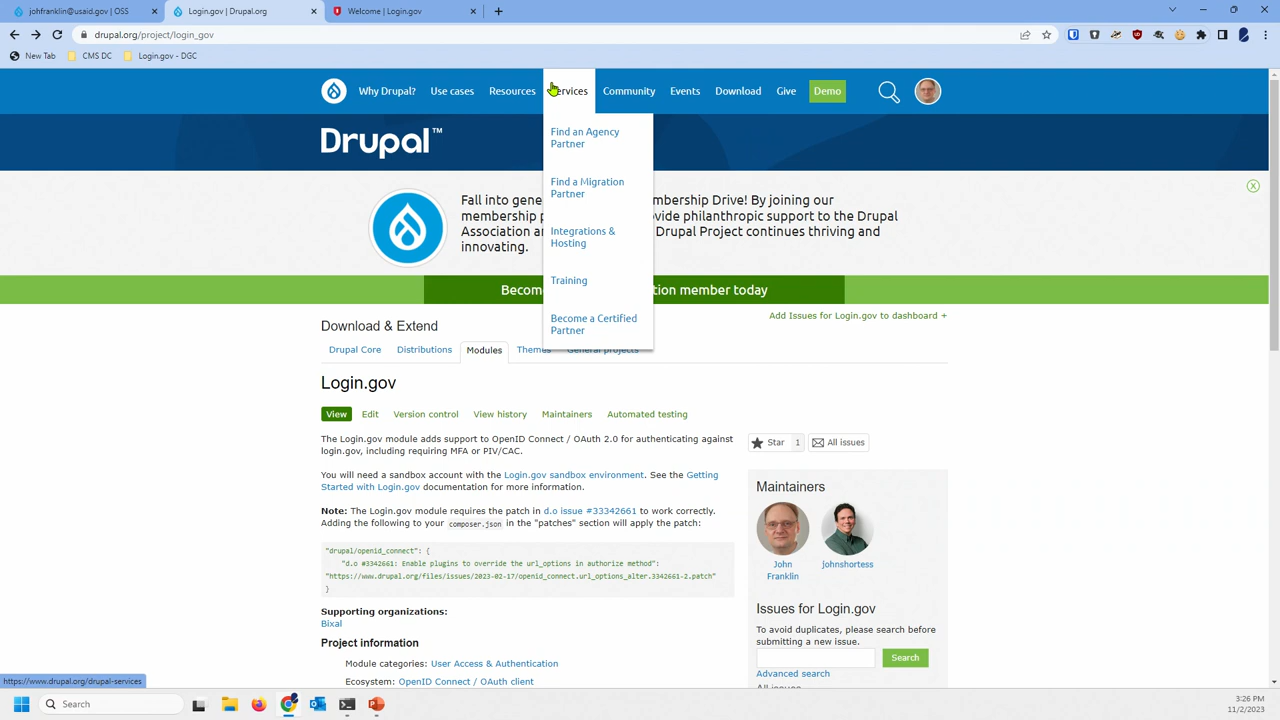 johfranklin@usaid.gov | OSS
Login.gov | Drupal.org
Welcome | Login.gov
drupal.org/project/login_gov
New Tab
CMS DC
Login.gov - DGC
Why Drupal?
Use cases
Resources
ervices
Community
Events
Download
Give
Demo
Drupal™
Find an Agency
Partner
Find a Migration
Partner
Integrations &
Hosting
Training
Become a Certified
Partner
Fall into gene
mbership Drive! By joining our
membership p
vide philanthropic support to the Drupal
Association an
Drupal Project continues thriving and
innovating.
Becom
tion member today
Add Issues for Login.gov to dashboard +
Download & Extend
Drupal Core
Distributions
Modules
Themes
General projects
Login.gov
View
Edit
Version control
View history
Maintainers
Automated testing
The Login.gov module adds support to OpenID Connect / OAuth 2.0 for authenticating against
login.gov, including requiring MFA or PIV/CAC.
You will need a sandbox account with the Login.gov sandbox environment. See the Getting
Started with Login.gov documentation for more information.
Note: The Login.gov module requires the patch in d.o issue #33342661 to work correctly.
Adding the following to your composer.json in the "patches" section will apply the patch:
"drupal/openid_connect": {
"d.o #3342661: Enable plugins to override the url_options in authorize method":
"https://www.drupal.org/files/issues/2023-02-17/openid_connect.url_options_alter.3342661-2.patch"
}
Supporting organizations:
Bixal
Project information
Module categories: User Access & Authentication
Ecosystem: OpenID Connect / OAuth client
Star 1
All issues
Maintainers
John
Franklin
johnshortess
Issues for Login.gov
To avoid duplicates, please search before
submitting a new issue.
Search
Advanced search
All issues
https://www.drupal.org/drupal-services
Search
3:26 PM
11/2/2023